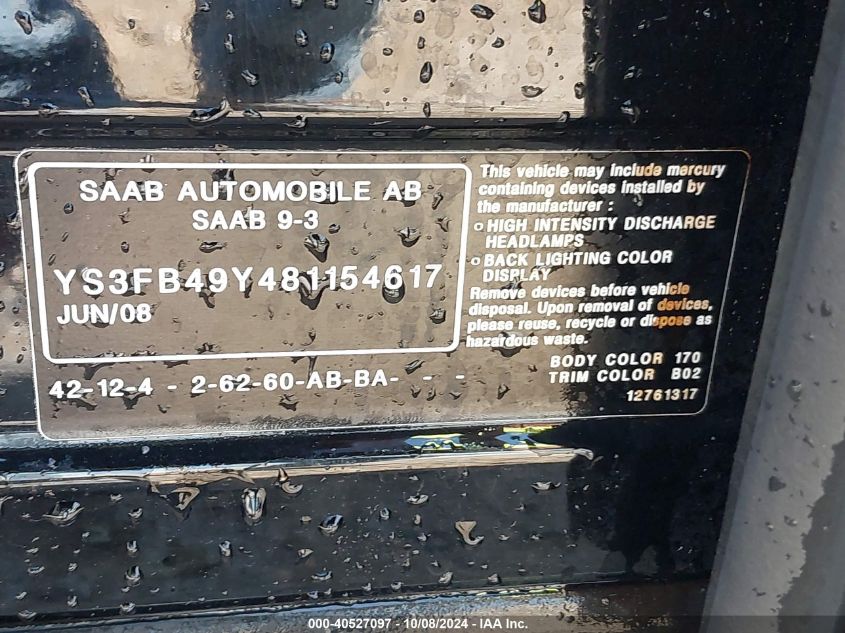 SAAB AUTOMOBILE AB
SAAB 9-3
YS3FB49Y481154617
JUN/08
42-12-4 - 2-62-60-AB-BA- - -
This vehicle may include mercury
containing devices installed by
the manufacturer :
o HIGH INTENSITY DISCHARGE
HEADLAMPS
o BACK LIGHTING COLOR
DISPLAY
Remove devices before vehicle
disposal. Upon removal of devices,
please reuse, recycle or dispose as
hazardous waste.
BODY COLOR 170
TRIM COLOR B02
12761317
000-40527097 - 10/08/2024 - IAA Inc.